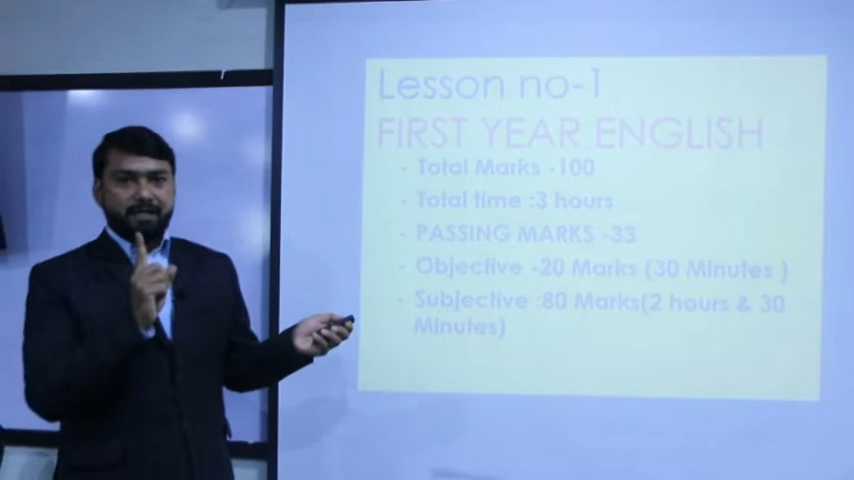 Lesson no-1
FIRST YEAR ENGLISH
- Total Marks -100
- Total time :3 hours
- PASSING MARKS -33
- Objective -20 Marks (30 Minutes )
- Subjective :80 Marks(2 hours & 30
Minutes)